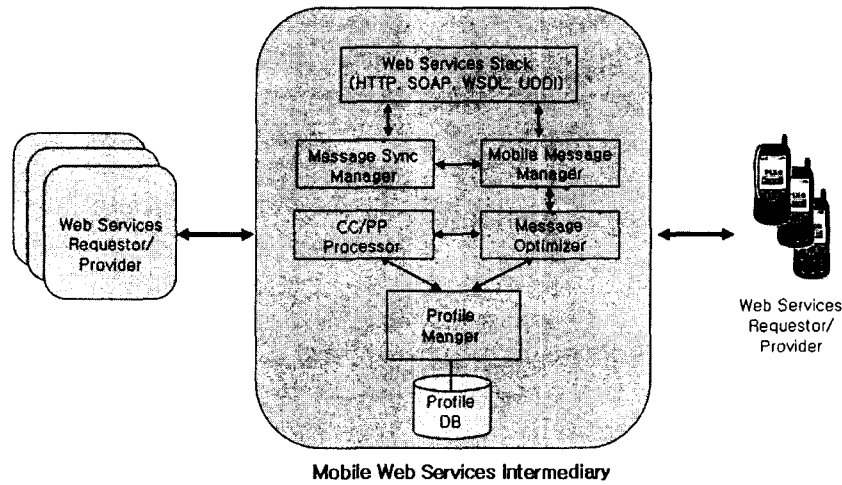 Web Services Stack
(HTTP, SOAP, WSDL, UDDI)
Message Sync
Manager
Mobile Message
Manager
Web Services
Requestor/
Provider
CC/PP
Processor
Message
Optimizer
Profile
Manger
Profile
DB
Web Services
Requestor/
Provider
Mobile Web Services Intermediary